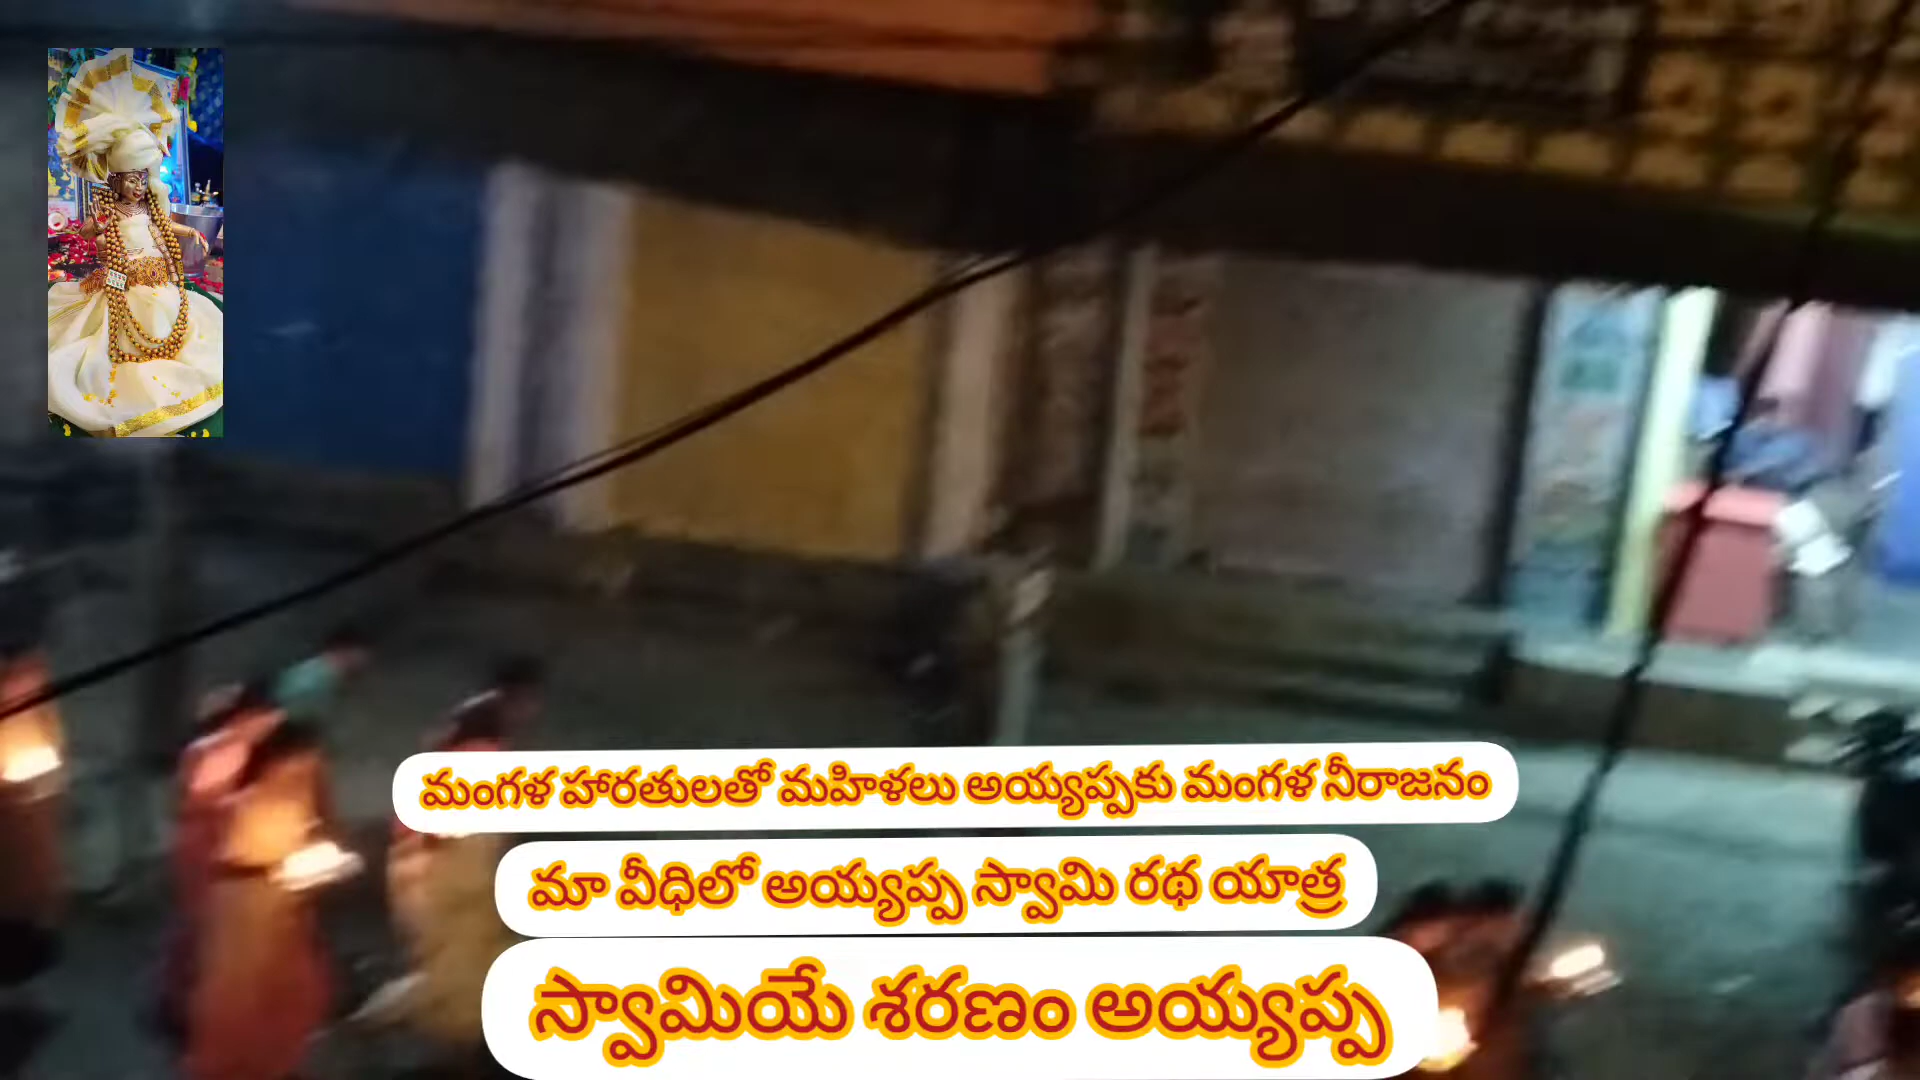 మంగళ హారతులతో మహిళలు అయ్యప్పకు మంగళ నీరాజనం
మా వీధిలో అయ్యప్ప స్వామి రథ యాత్ర
స్వామియే శరణం అయ్యప్ప